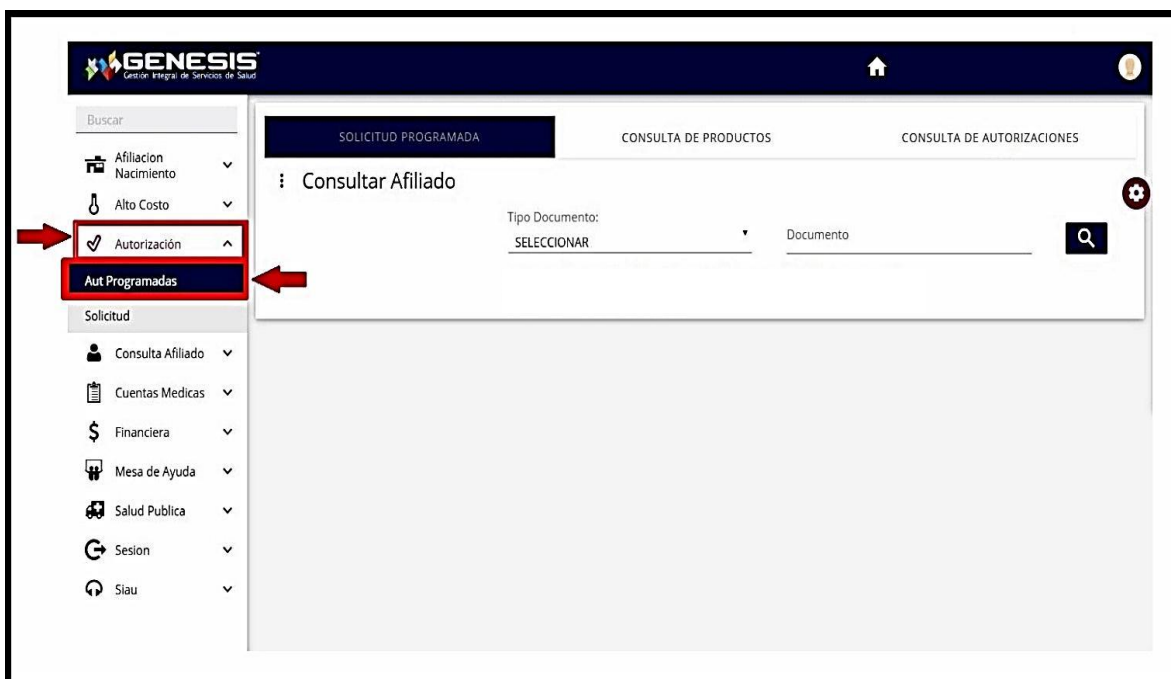 GENESIS
Gestión Integral de Servicios de Salud
Buscar
Afiliacion
Nacimiento
Alto Costo
Autorización
Aut Programadas
Solicitud
Consulta Afiliado
Cuentas Medicas
Financiera
Mesa de Ayuda
Salud Publica
Sesion
Siau
SOLICITUD PROGRAMADA
CONSULTA DE PRODUCTOS
CONSULTA DE AUTORIZACIONES
Consultar Afiliado
Tipo Documento:
SELECCIONAR
Documento